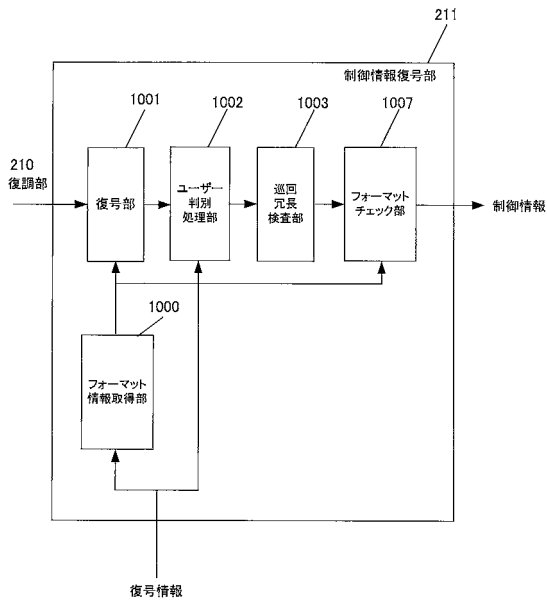 211
制御情報復号部
1001
1002
1003
1007
210
復調部
復号部
ユーザー
判別
処理部
巡回
冗長
検査部
フォーマット
チェック部
制御情報
1000
フォーマット
情報取得部
復号情報